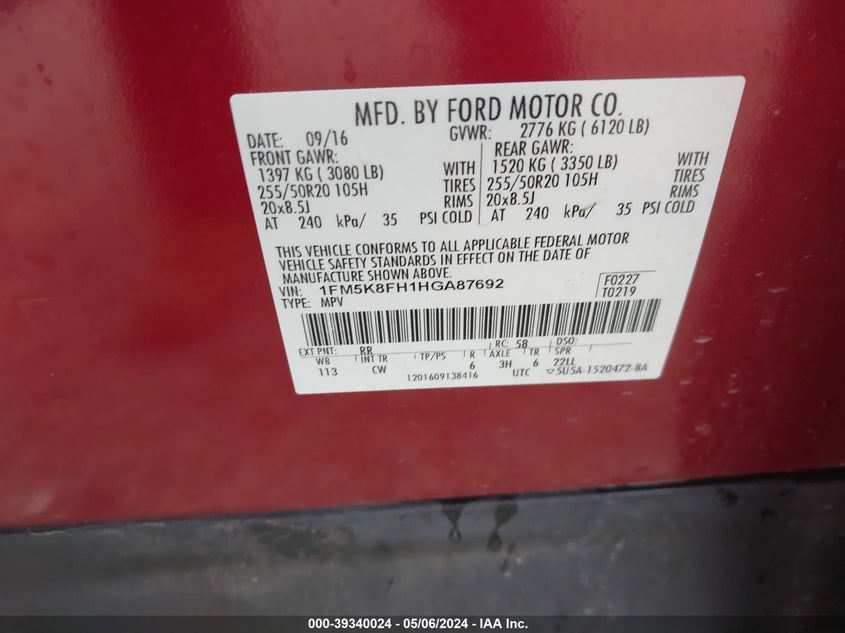 MFD. BY FORD MOTOR CO.
DATE: 09/16 GVWR: 2776 KG ( 6120 LB)
FRONT GAWR: REAR GAWR:
1397 KG ( 3080 LB) WITH 1520 KG ( 3350 LB) WITH
255/50R20 105H TIRES 255/50R20 105H TIRES
20x8.5J RIMS 20x8.5J RIMS
AT 240 kPa/ 35 PSI COLD AT 240 kPa/ 35 PSI COLD
THIS VEHICLE CONFORMS TO ALL APPLICABLE FEDERAL MOTOR
VEHICLE SAFETY STANDARDS IN EFFECT ON THE DATE OF
MANUFACTURE SHOWN ABOVE.
VIN: 1FM5K8FH1HGA87692 F0227
TYPE: MPV T0219
EXT PNT: RR RC: 58 DSO:
WB INT TR TP/PS R AXLE TR SPR
113 CW 6 3H 6 22LL
1201609138416 UTC ▽5U5A-1520472-BA
000-39340024 - 05/06/2024 - IAA Inc.